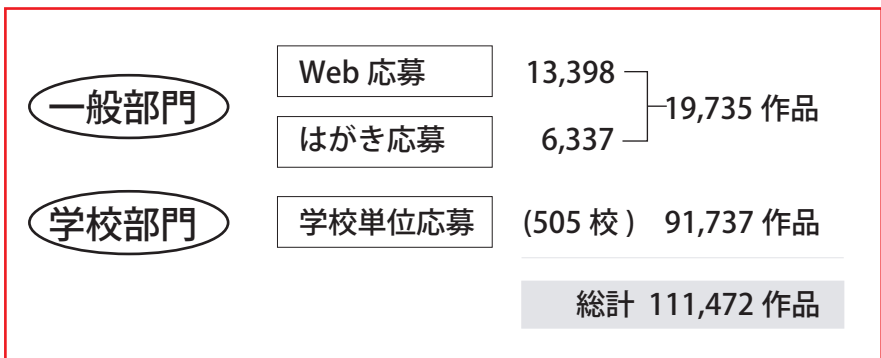 一般部門
Web 応募 13,398
はがき応募 6,337
19,735 作品
学校部門 学校単位応募 (505 校 ) 91,737 作品
総計 111,472 作品